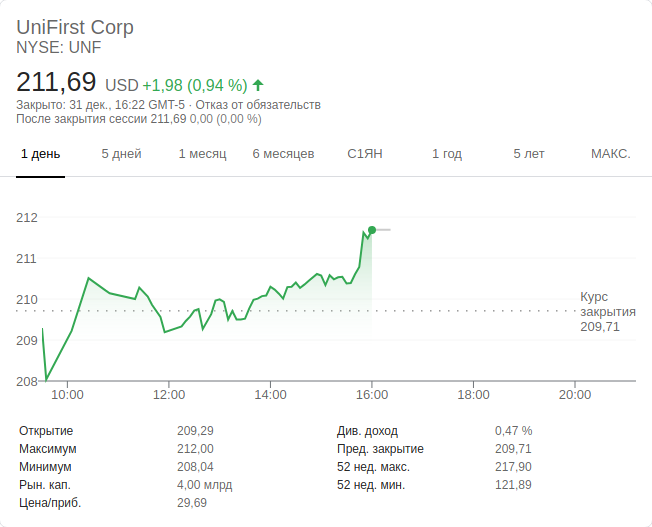 UniFirst Corp
NYSE: UNF
211,69 USD +1,98 (0,94 %)
Закрыто: 31 дек., 16:22 GMT-5 · Отказ от обязательств
После закрытия сессии 211,69 0,00 (0,00 %)
1 день 5 дней 1 месяц 6 месяцев С1ЯН 1 год 5 лет МАКС.
212
211
210
209
208
Курс
закрытия
209,71
10:00 12:00 14:00 16:00 18:00 20:00
Открытие 209,29 Див. доход 0,47 %
Максимум 212,00 Пред. закрытие 209,71
Минимум 208,04 52 нед. макс. 217,90
Рын. кап. 4,00 млрд 52 нед. мин. 121,89
Цена/приб. 29,69